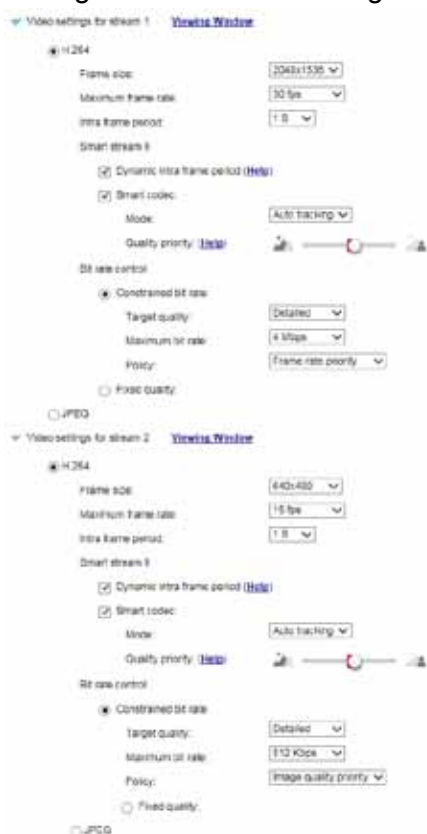 Video settings for stream 1 Viewing Window
H.264
Frame size: 2048x1536
Maximum frame rate: 30 fps
Intra frame period: 1 S
Smart stream II
Dynamic intra frame period (Help)
Smart codec:
Mode: Auto tracking
Quality priority: (Help)
Bit rate control
Constrained bit rate:
Target quality: Detailed
Maximum bit rate: 4 Mbps
Policy: Frame rate priority
Fixed quality:
JPEG
Video settings for stream 2 Viewing Window
H.264
Frame size: 640x480
Maximum frame rate: 15 fps
Intra frame period: 1 S
Smart stream II
Dynamic intra frame period (Help)
Smart codec:
Mode: Auto tracking
Quality priority: (Help)
Bit rate control
Constrained bit rate:
Target quality: Detailed
Maximum bit rate: 512 Kbps
Policy: Image quality priority
Fixed quality:
JPEG